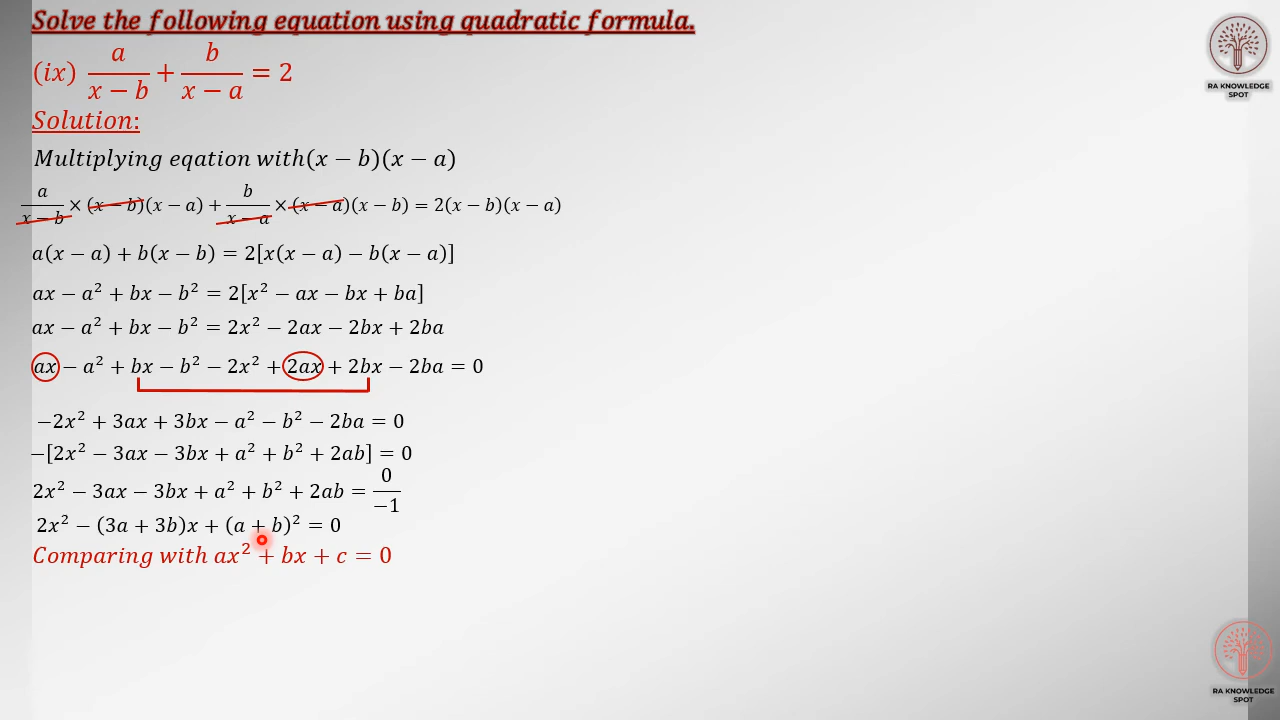 Solve the following equation using quadratic formula.
(ix) a/(x − b) + b/(x − a) = 2
Solution:
Multiplying eqation with(x − b)(x − a)
a/(x − b) × (x − b)(x − a) + b/(x − a) × (x − a)(x − b) = 2(x − b)(x − a)
a(x − a) + b(x − b) = 2[x(x − a) − b(x − a)]
ax − a² + bx − b² = 2[x² − ax − bx + ba]
ax − a² + bx − b² = 2x² − 2ax − 2bx + 2ba
ax − a² + bx − b² − 2x² + 2ax + 2bx − 2ba = 0
−2x² + 3ax + 3bx − a² − b² − 2ba = 0
−[2x² − 3ax − 3bx + a² + b² + 2ab] = 0
2x² − 3ax − 3bx + a² + b² + 2ab = 0/−1
2x² − (3a + 3b)x + (a + b)² = 0
Comparing with ax² + bx + c = 0
RA KNOWLEDGE
SPOT
RA KNOWLEDGE
SPOT